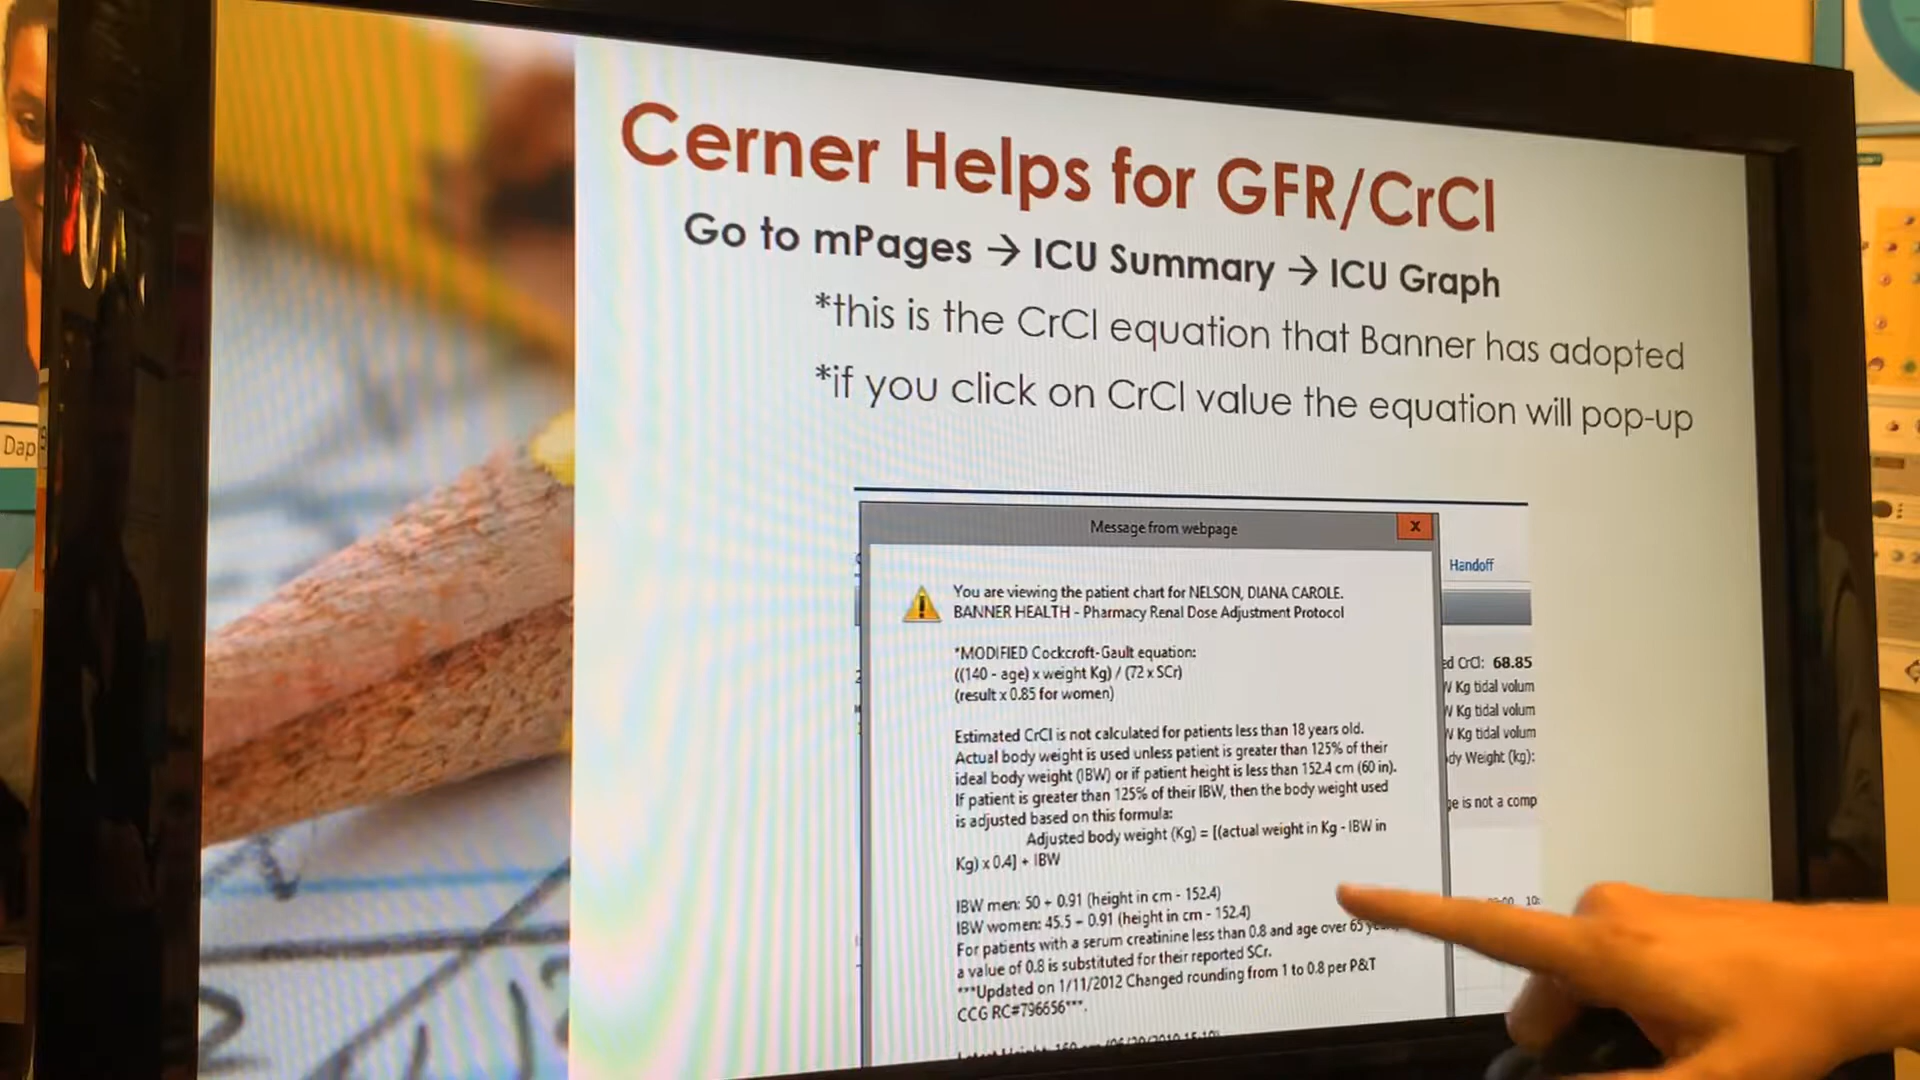 Cerner Helps for GFR/CrCl
Go to mPages → ICU Summary → ICU Graph
*this is the CrCl equation that Banner has adopted
*if you click on CrCl value the equation will pop-up
Message from webpage
X
You are viewing the patient chart for NELSON, DIANA CAROLE.
BANNER HEALTH - Pharmacy Renal Dose Adjustment Protocol
*MODIFIED Cockcroft-Gault equation:
((140 - age) x weight Kg) / (72 x SCr)
(result x 0.85 for women)
Estimated CrCl is not calculated for patients less than 18 years old.
Actual body weight is used unless patient is greater than 125% of their
ideal body weight (IBW) or if patient height is less than 152.4 cm (60 in).
If patient is greater than 125% of their IBW, then the body weight used
is adjusted based on this formula:
Adjusted body weight (Kg) = [(actual weight in Kg - IBW in
Kg) x 0.4] + IBW
IBW men: 50 + 0.91 (height in cm - 152.4)
IBW women: 45.5 + 0.91 (height in cm - 152.4)
For patients with a serum creatinine less than 0.8 and age over 65
a value of 0.8 is substituted for their reported SCr.
***Updated on 1/11/2012 Changed rounding from 1 to 0.8 per P&T
CCG RC#796656***.
Handoff
ed CrCl: 68.85
W Kg tidal volum
W Kg tidal volum
W Kg tidal volum
dy Weight (kg):
ge is not a comp
Dap